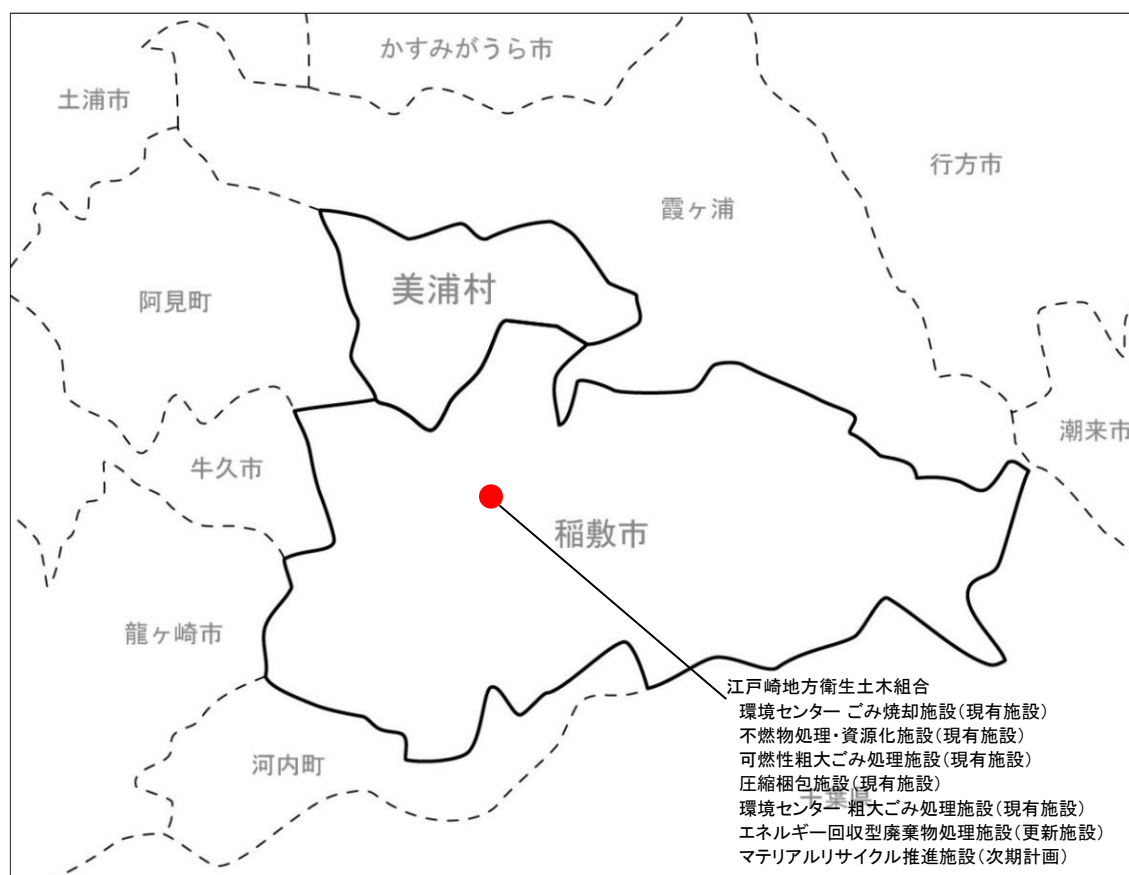 かすみがうら市
土浦市
行方市
霞ヶ浦
美浦村
阿見町
潮来市
牛久市
稲敷市
龍ヶ崎市
河内町
千葉県
江戸崎地方衛生土木組合
環境センター ごみ焼却施設(現有施設)
不燃物処理・資源化施設(現有施設)
可燃性粗大ごみ処理施設(現有施設)
圧縮梱包施設(現有施設)
環境センター 粗大ごみ処理施設(現有施設)
エネルギー回収型廃棄物処理施設(更新施設)
マテリアルリサイクル推進施設(次期計画)